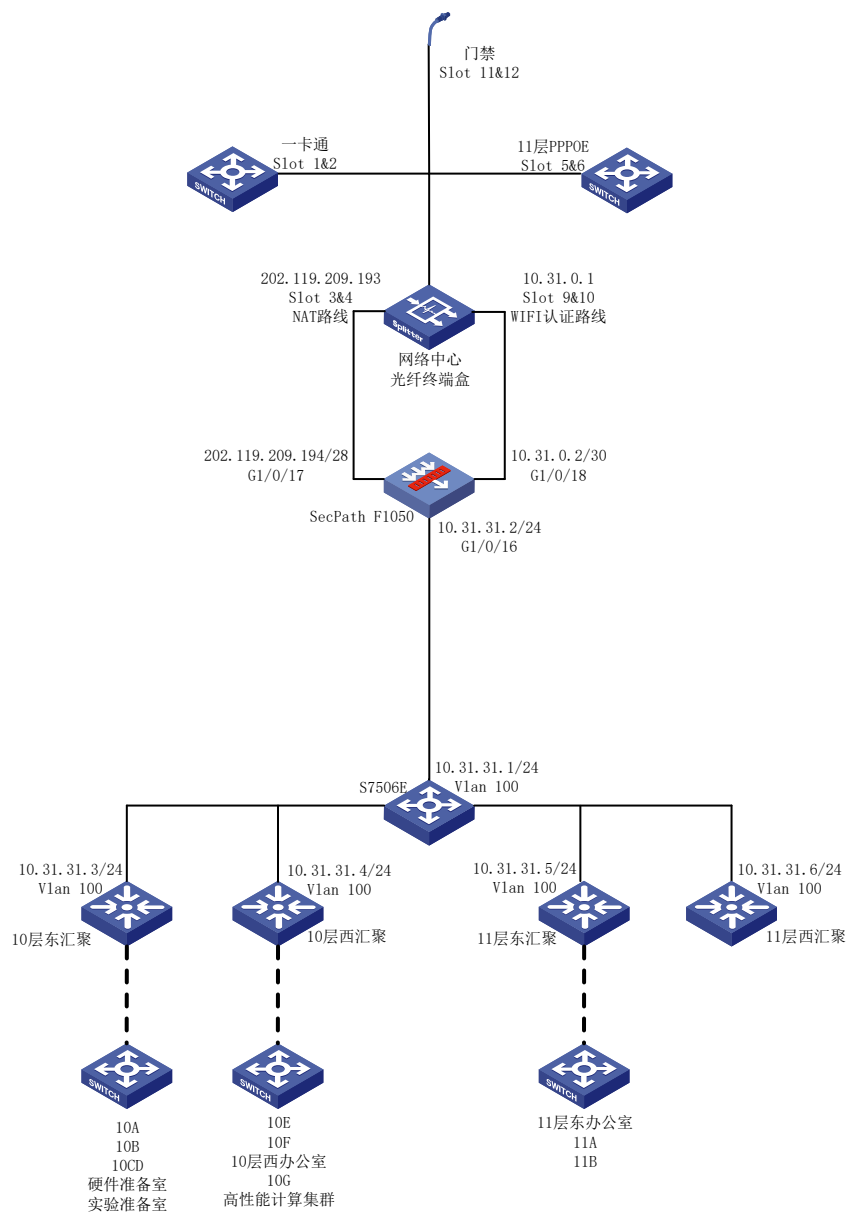 门禁
Slot 11&12
一卡通
Slot 1&2
11层PPPOE
Slot 5&6
SWITCH
SWITCH
202.119.209.193
Slot 3&4
NAT路线
10.31.0.1
Slot 9&10
WIFI认证路线
Splitter
网络中心
光纤终端盒
202.119.209.194/28
G1/0/17
10.31.0.2/30
G1/0/18
SecPath F1050
10.31.31.2/24
G1/0/16
10.31.31.1/24
Vlan 100
S7506E
10.31.31.3/24
Vlan 100
10层东汇聚
10.31.31.4/24
Vlan 100
10层西汇聚
10.31.31.5/24
Vlan 100
11层东汇聚
10.31.31.6/24
Vlan 100
11层西汇聚
SWITCH
10A
10B
10CD
硬件准备室
实验准备室
SWITCH
10E
10F
10层西办公室
10G
高性能计算集群
SWITCH
11层东办公室
11A
11B